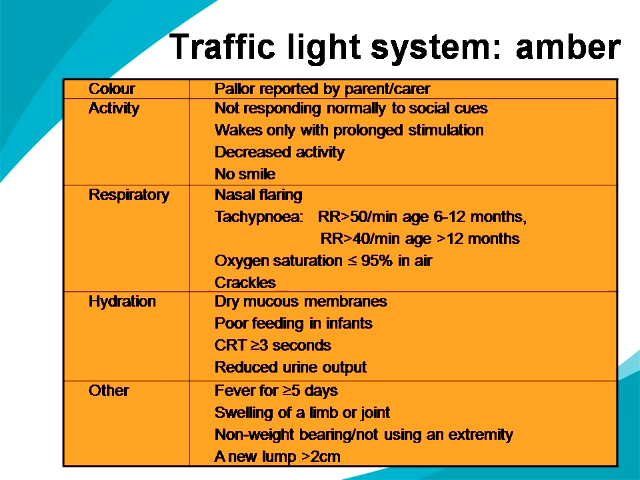 Traffic light system: amber
Colour Pallor reported by parent/carer
Activity Not responding normally to social cues
Wakes only with prolonged stimulation
Decreased activity
No smile
Respiratory Nasal flaring
Tachypnoea: RR>50/min age 6-12 months,
RR>40/min age >12 months
Oxygen saturation ≤ 95% in air
Crackles
Hydration Dry mucous membranes
Poor feeding in infants
CRT ≥3 seconds
Reduced urine output
Other Fever for ≥5 days
Swelling of a limb or joint
Non-weight bearing/not using an extremity
A new lump >2cm